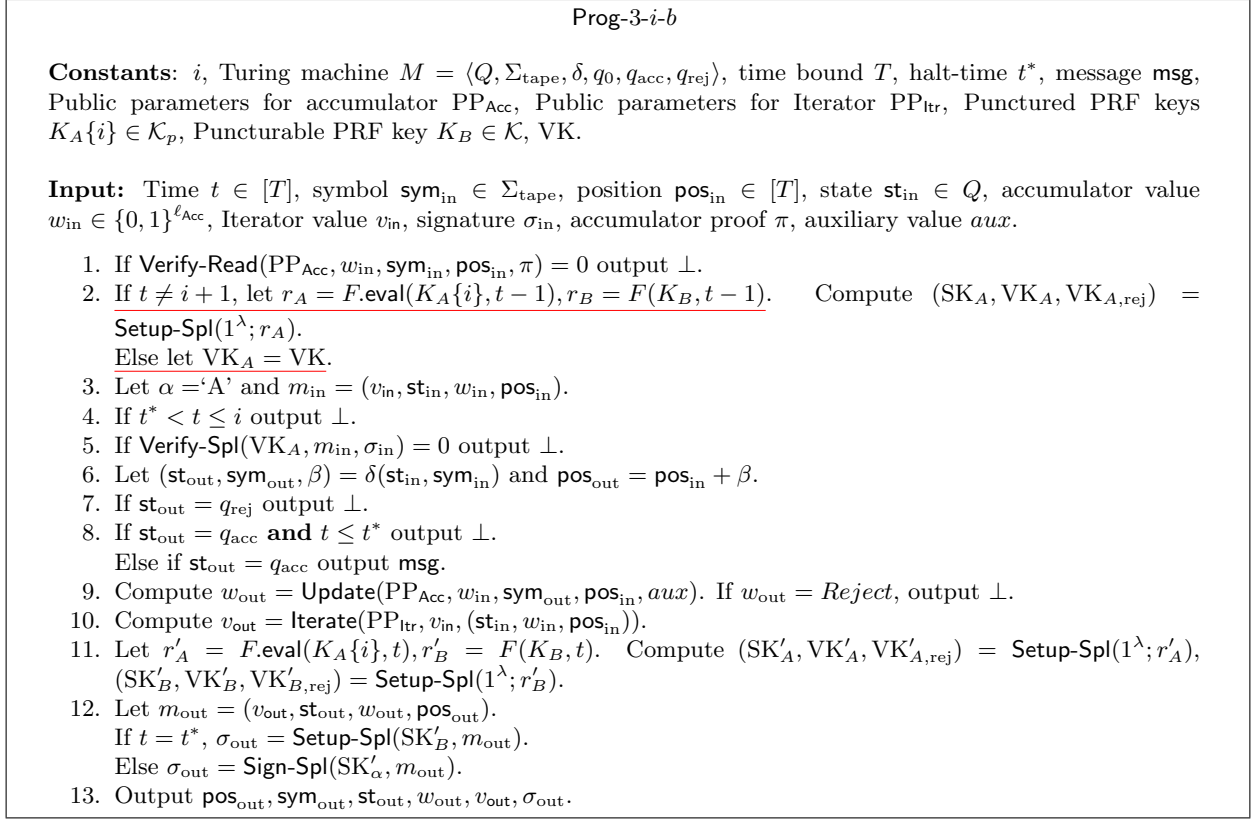 Prog-3-i-b
Constants: i, Turing machine M = ⟨Q, Σ_tape, δ, q_0, q_acc, q_rej⟩, time bound T, halt-time t*, message msg,
Public parameters for accumulator PP_Acc, Public parameters for Iterator PP_Itr, Punctured PRF keys
K_A{i} ∈ 𝒦_p, Puncturable PRF key K_B ∈ 𝒦, VK.
Input: Time t ∈ [T], symbol sym_in ∈ Σ_tape, position pos_in ∈ [T], state st_in ∈ Q, accumulator value
w_in ∈ {0, 1}^{ℓ_Acc}, Iterator value v_in, signature σ_in, accumulator proof π, auxiliary value aux.
1. If Verify-Read(PP_Acc, w_in, sym_in, pos_in, π) = 0 output ⊥.
2. If t ≠ i + 1, let r_A = F.eval(K_A{i}, t − 1), r_B = F(K_B, t − 1). Compute (SK_A, VK_A, VK_{A,rej}) =
Setup-Spl(1^λ; r_A).
Else let VK_A = VK.
3. Let α =‘A’ and m_in = (v_in, st_in, w_in, pos_in).
4. If t* < t ≤ i output ⊥.
5. If Verify-Spl(VK_A, m_in, σ_in) = 0 output ⊥.
6. Let (st_out, sym_out, β) = δ(st_in, sym_in) and pos_out = pos_in + β.
7. If st_out = q_rej output ⊥.
8. If st_out = q_acc and t ≤ t* output ⊥.
Else if st_out = q_acc output msg.
9. Compute w_out = Update(PP_Acc, w_in, sym_out, pos_in, aux). If w_out = Reject, output ⊥.
10. Compute v_out = Iterate(PP_Itr, v_in, (st_in, w_in, pos_in)).
11. Let r′_A = F.eval(K_A{i}, t), r′_B = F(K_B, t). Compute (SK′_A, VK′_A, VK′_{A,rej}) = Setup-Spl(1^λ; r′_A),
(SK′_B, VK′_B, VK′_{B,rej}) = Setup-Spl(1^λ; r′_B).
12. Let m_out = (v_out, st_out, w_out, pos_out).
If t = t*, σ_out = Setup-Spl(SK′_B, m_out).
Else σ_out = Sign-Spl(SK′_α, m_out).
13. Output pos_out, sym_out, st_out, w_out, v_out, σ_out.